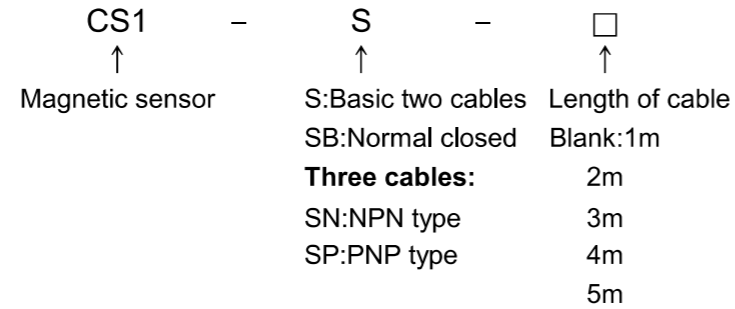 CS1 – S – □
↑ ↑ ↑
Magnetic sensor S:Basic two cables Length of cable
SB:Normal closed Blank:1m
Three cables: 2m
SN:NPN type 3m
SP:PNP type 4m
5m